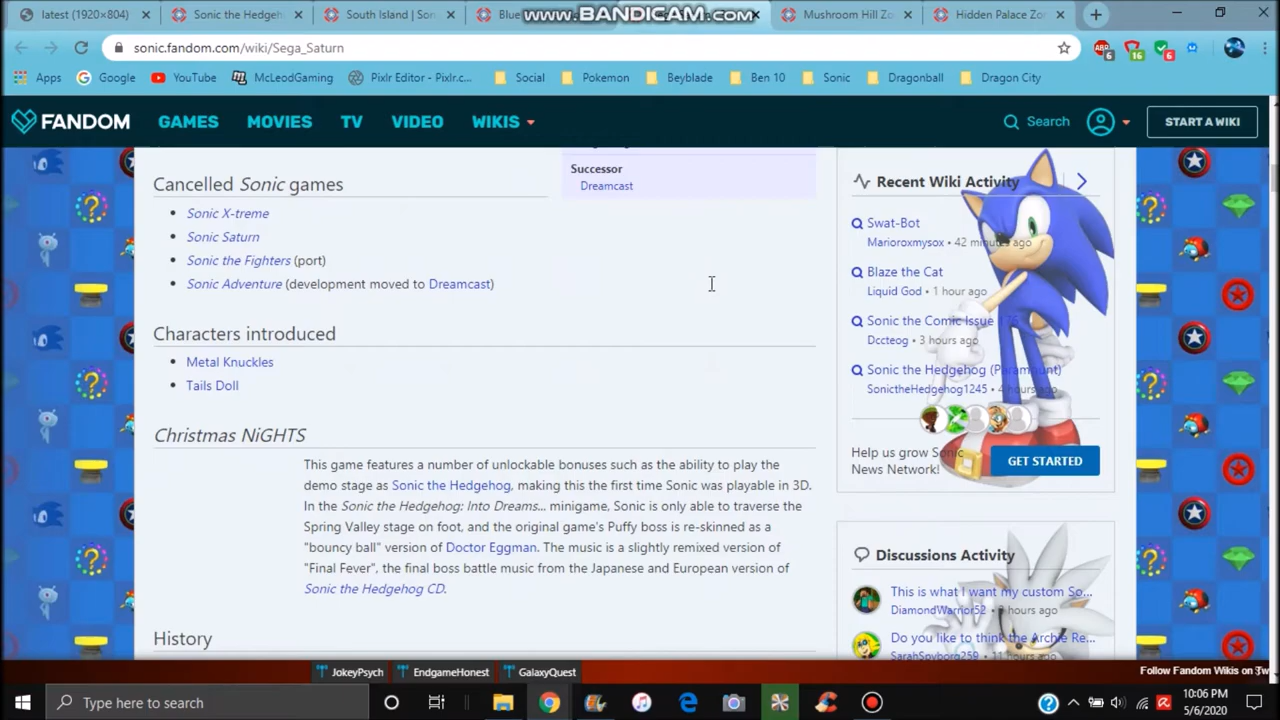 latest (1920×804)
Sonic the Hedgeh
South Island | Son
Blue
www.BANDICAM.com
Mushroom Hill Zo
Hidden Palace Zo
sonic.fandom.com/wiki/Sega_Saturn
6 16 6
Apps Google YouTube McLeodGaming Pixlr Editor - Pixlr.c... Social Pokemon Beyblade Ben 10 Sonic Dragonball Dragon City
FANDOM GAMES MOVIES TV VIDEO WIKIS Search START A WIKI
Successor
Dreamcast
Cancelled Sonic games
Sonic X-treme
Sonic Saturn
Sonic the Fighters (port)
Sonic Adventure (development moved to Dreamcast)
Characters introduced
Metal Knuckles
Tails Doll
Christmas NiGHTS
This game features a number of unlockable bonuses such as the ability to play the
demo stage as Sonic the Hedgehog, making this the first time Sonic was playable in 3D.
In the Sonic the Hedgehog: Into Dreams... minigame, Sonic is only able to traverse the
Spring Valley stage on foot, and the original game's Puffy boss is re-skinned as a
"bouncy ball" version of Doctor Eggman. The music is a slightly remixed version of
"Final Fever", the final boss battle music from the Japanese and European version of
Sonic the Hedgehog CD.
History
Recent Wiki Activity
Swat-Bot
Marioroxmysox • 42 minutes ago
Blaze the Cat
Liquid God • 1 hour ago
Sonic the Comic Issue
Dccteog • 3 hours ago
Sonic the Hedgehog (Paramount)
SonictheHedgehog1245 • hours ago
Help us grow Sonic
News Network!
GET STARTED
Discussions Activity
This is what I want my custom So...
DiamondWarrior52 • hours ago
Do you like to think the Archie Re...
SarahSpyborg259 • 11 hours ago
JokeyPsych EndgameHonest GalaxyQuest
Follow Fandom Wikis on Tw
Type here to search
10:06 PM
5/6/2020